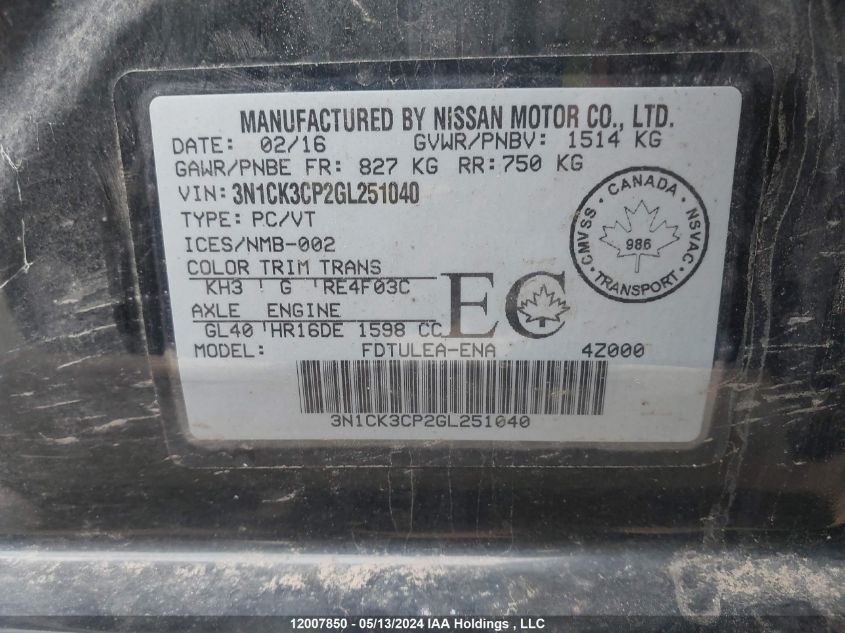 MANUFACTURED BY NISSAN MOTOR CO., LTD.
DATE: 02/16 GVWR/PNBV: 1514 KG
GAWR/PNBE FR: 827 KG RR:750 KG
VIN: 3N1CK3CP2GL251040
TYPE: PC/VT
ICES/NMB-002
COLOR TRIM TRANS
KH3 ! G 'RE4F03C
AXLE ENGINE
GL40 'HR16DE 1598 CC
EC
MODEL: FDTULEA-ENA 4Z000
3N1CK3CP2GL251040
CANADA
CMVSS 986 NSVAC
TRANSPORT
12007850 - 05/13/2024 IAA Holdings , LLC